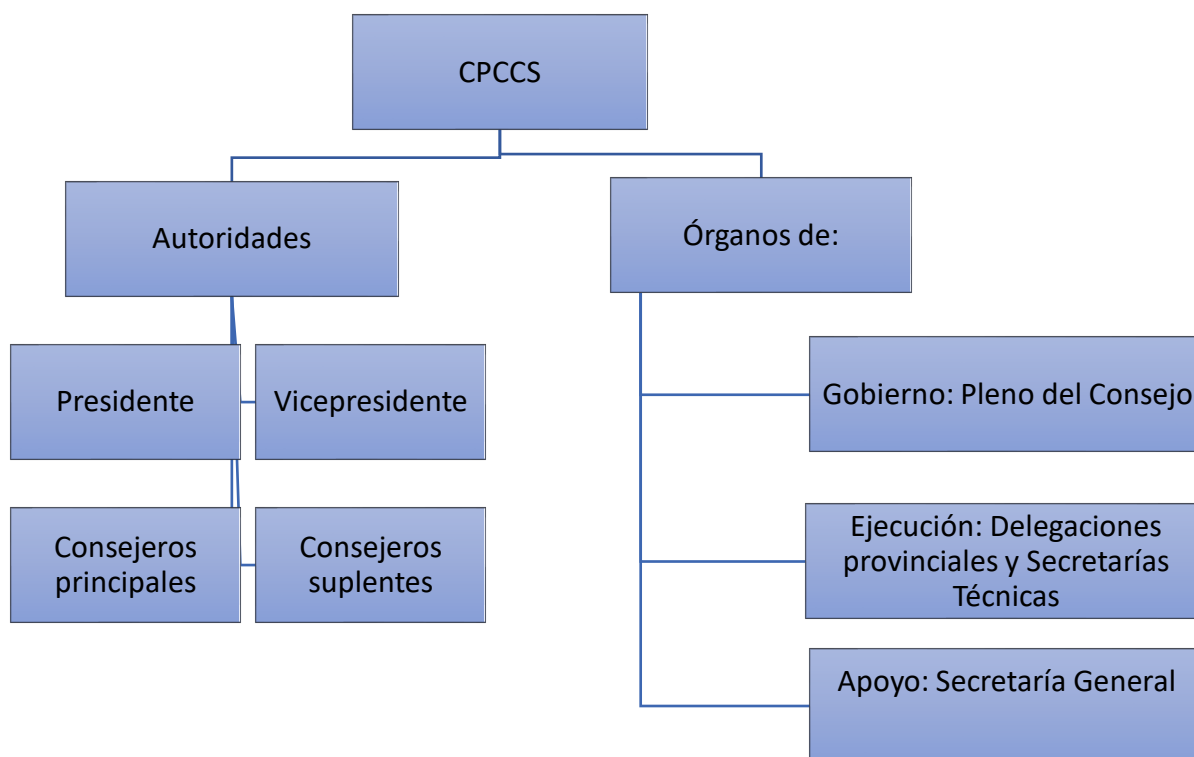 CPCCS
Autoridades
Órganos de:
Presidente
Vicepresidente
Consejeros
principales
Consejeros
suplentes
Gobierno: Pleno del Consejo
Ejecución: Delegaciones
provinciales y Secretarías
Técnicas
Apoyo: Secretaría General